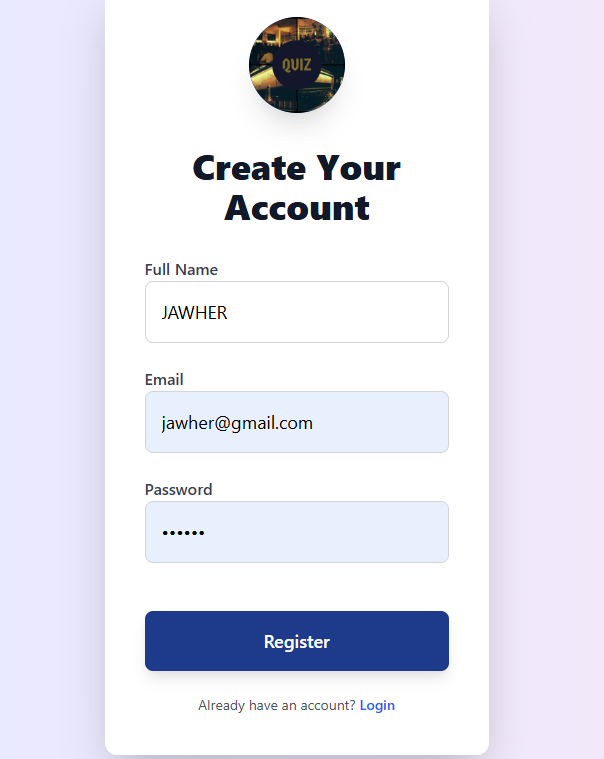 QUIZ
Create Your
Account
Full Name
JAWHER
Email
jawher@gmail.com
Password
••••••
Register
Already have an account? Login